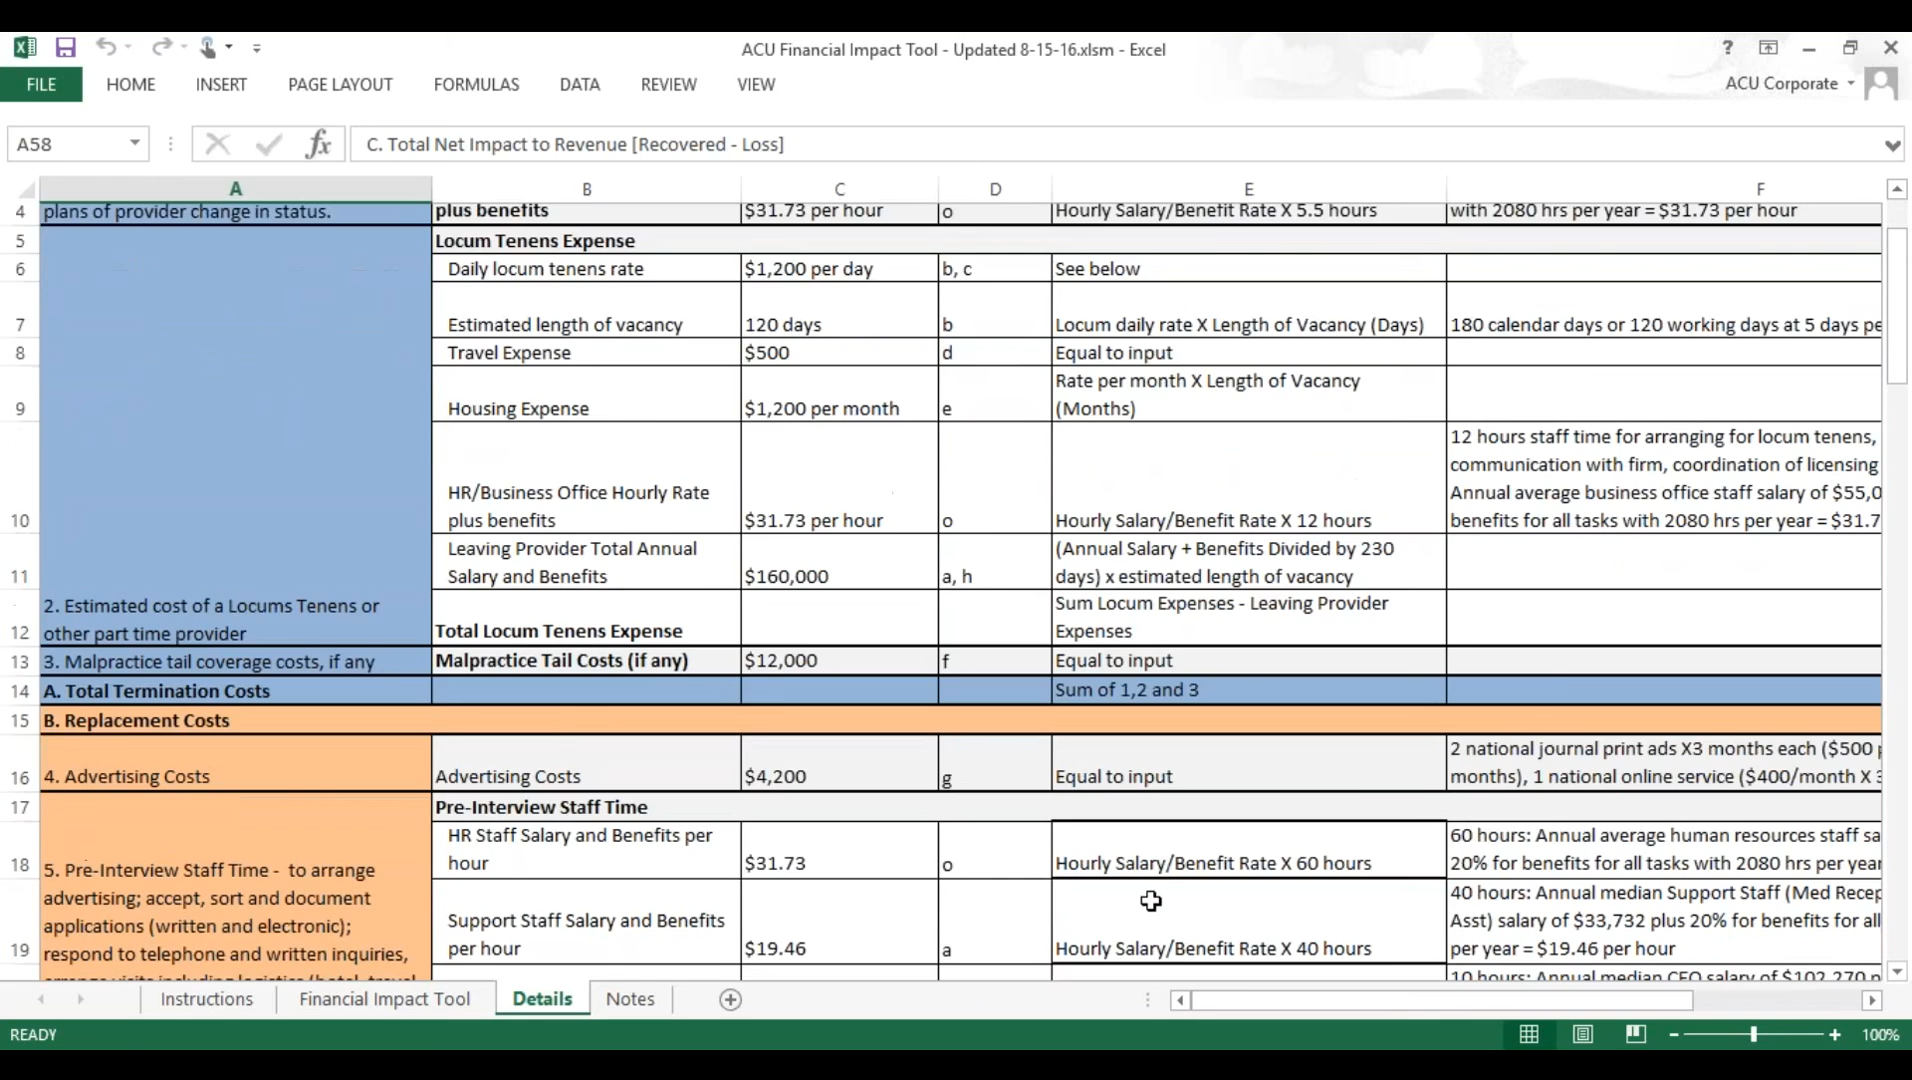 ACU Financial Impact Tool - Updated 8-15-16.xlsm - Excel
?
FILE HOME INSERT PAGE LAYOUT FORMULAS DATA REVIEW VIEW
ACU Corporate
A58
fx
C. Total Net Impact to Revenue [Recovered - Loss]
A B C D E F
4 plans of provider change in status. plus benefits $31.73 per hour o Hourly Salary/Benefit Rate X 5.5 hours with 2080 hrs per year = $31.73 per hour
5 Locum Tenens Expense
6 Daily locum tenens rate $1,200 per day b, c See below
7 Estimated length of vacancy 120 days b Locum daily rate X Length of Vacancy (Days) 180 calendar days or 120 working days at 5 days pe
8 Travel Expense $500 d Equal to input
Rate per month X Length of Vacancy
9 Housing Expense $1,200 per month e (Months)
12 hours staff time for arranging for locum tenens,
communication with firm, coordination of licensing
HR/Business Office Hourly Rate Annual average business office staff salary of $55,0
10 plus benefits $31.73 per hour o Hourly Salary/Benefit Rate X 12 hours benefits for all tasks with 2080 hrs per year = $31.7
Leaving Provider Total Annual (Annual Salary + Benefits Divided by 230
11 Salary and Benefits $160,000 a, h days) x estimated length of vacancy
2. Estimated cost of a Locums Tenens or Sum Locum Expenses - Leaving Provider
12 other part time provider Total Locum Tenens Expense Expenses
13 3. Malpractice tail coverage costs, if any Malpractice Tail Costs (if any) $12,000 f Equal to input
14 A. Total Termination Costs Sum of 1,2 and 3
15 B. Replacement Costs
2 national journal print ads X3 months each ($500 p
16 4. Advertising Costs Advertising Costs $4,200 g Equal to input months), 1 national online service ($400/month X 3
17 Pre-Interview Staff Time
HR Staff Salary and Benefits per 60 hours: Annual average human resources staff sa
18 hour $31.73 o Hourly Salary/Benefit Rate X 60 hours 20% for benefits for all tasks with 2080 hrs per year
5. Pre-Interview Staff Time - to arrange
advertising; accept, sort and document 40 hours: Annual median Support Staff (Med Recep
applications (written and electronic); Support Staff Salary and Benefits Asst) salary of $33,732 plus 20% for benefits for all
19 respond to telephone and written inquiries, per hour $19.46 a Hourly Salary/Benefit Rate X 40 hours per year = $19.46 per hour
10 hours: Annual median CEO salary of $102,270 p
Instructions Financial Impact Tool Details Notes
READY
100%